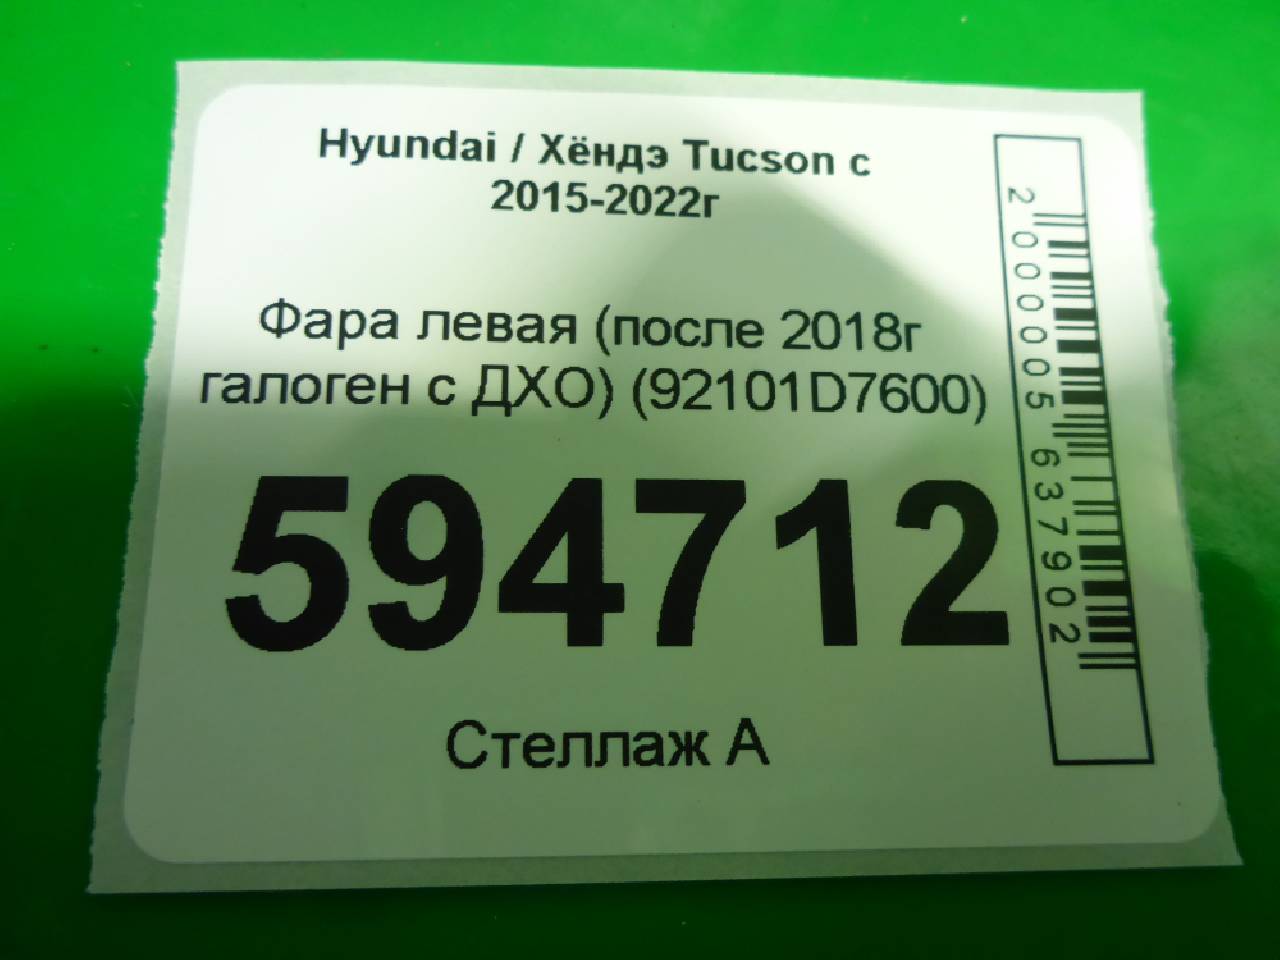 Hyundai / Хёндэ Tucson с
2015-2022г
Фара левая (после 2018г
галоген с ДХО) (92101D7600)
594712
Стеллаж А
2000005637902